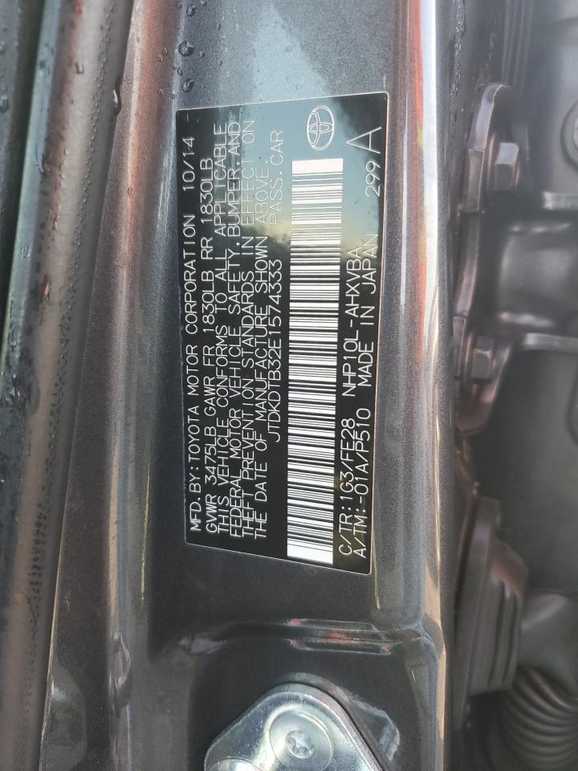 MFD.BY:TOYOTA MOTOR CORPORATION 10/14
GVWR 3475LB GAWR FR 1830LB RR 1830LB
THIS VEHICLE CONFORMS TO ALL APPLICABLE
FEDERAL MOTOR VEHICLE SAFETY,BUMPER,AND
THEFT PREVENTION STANDARDS IN EFFECT ON
THE DATE OF MANUFACTURE SHOWN ABOVE.
JTDKDTB32E1574333 PASS.CAR
C/TR:1G3/FE28 NHP10L-AHXVBA
A/TM:-01A/P510 MADE IN JAPAN 299A